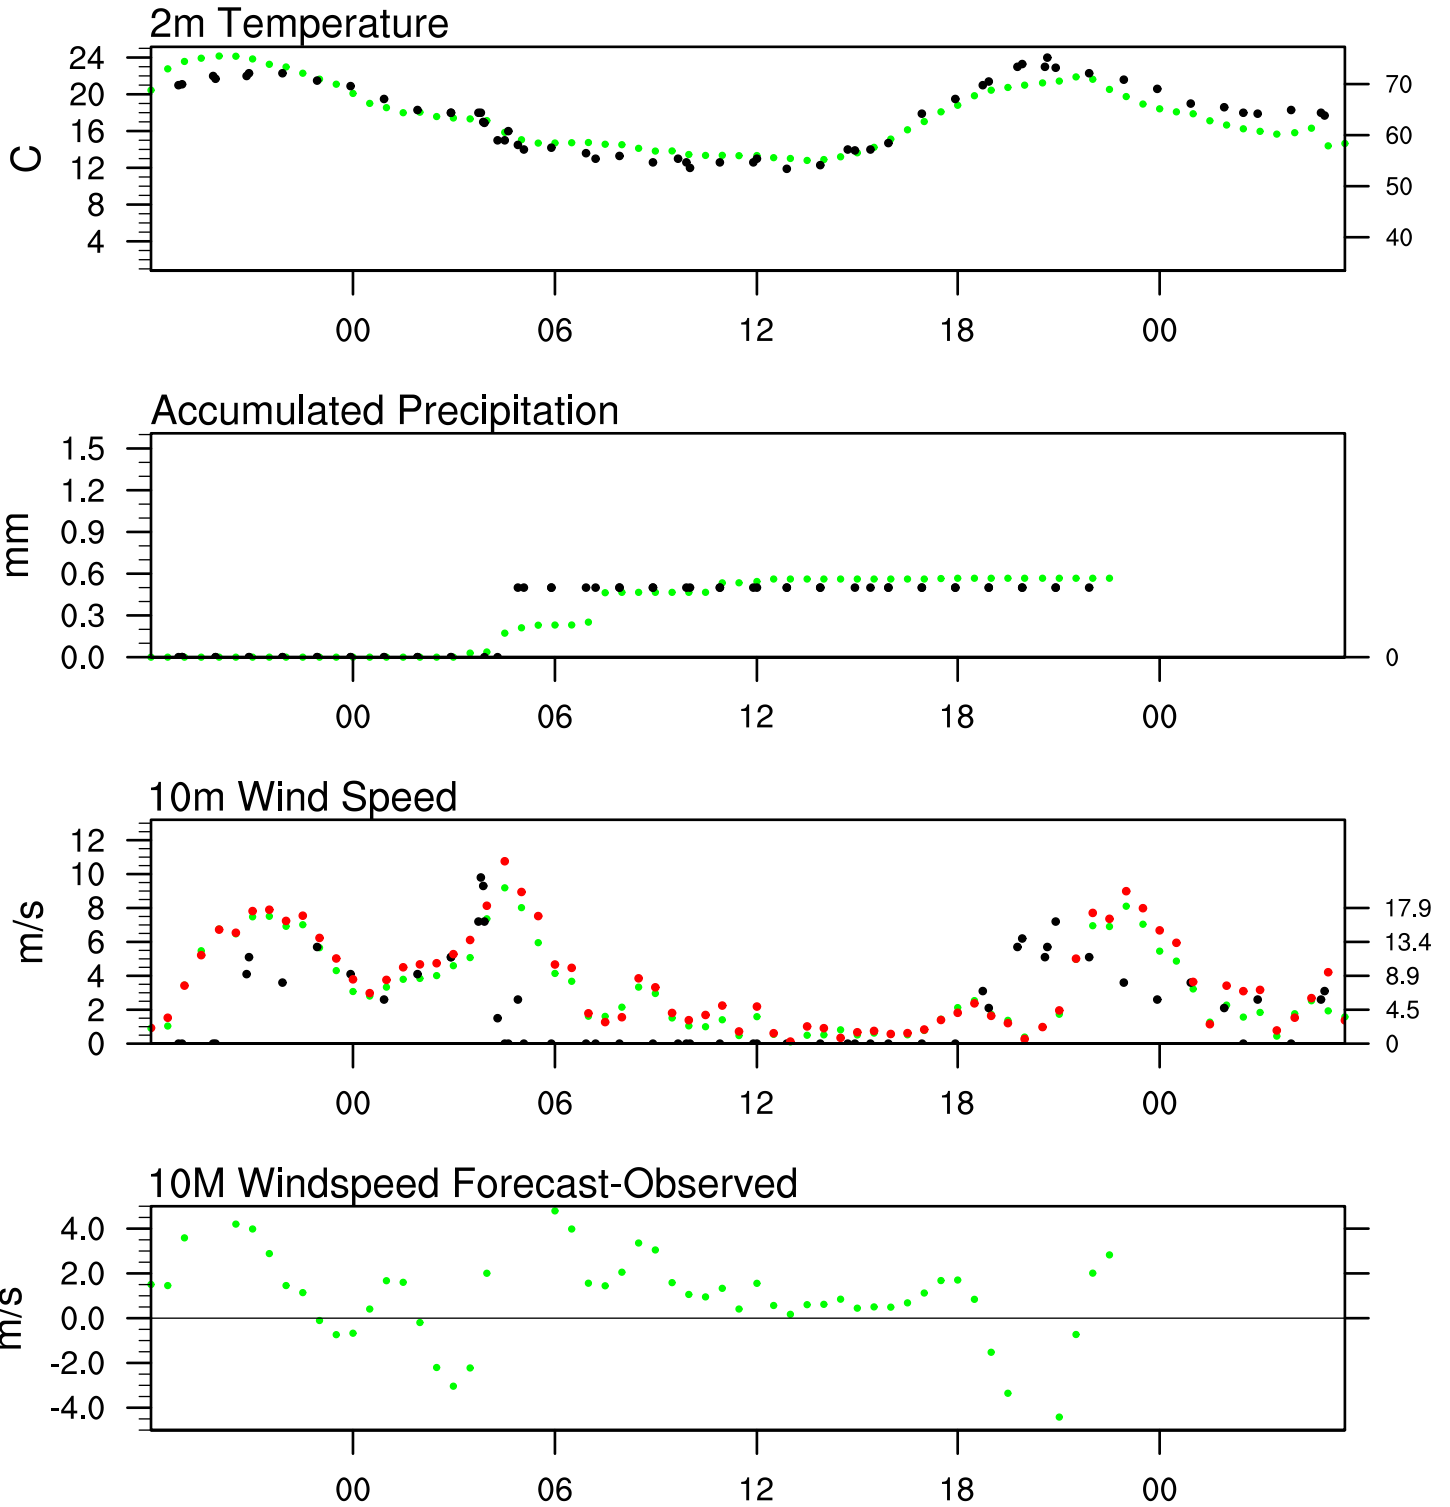 2m Temperature
24
20
16
12
8
4
C
70
60
50
40
00 06 12 18 00
Accumulated Precipitation
1.5
1.2
0.9
0.6
0.3
0.0
mm
0
00 06 12 18 00
10m Wind Speed
12
10
8
6
4
2
0
m/s
17.9
13.4
8.9
4.5
0
00 06 12 18 00
10M Windspeed Forecast-Observed
4.0
2.0
0.0
-2.0
-4.0
m/s
00 06 12 18 00